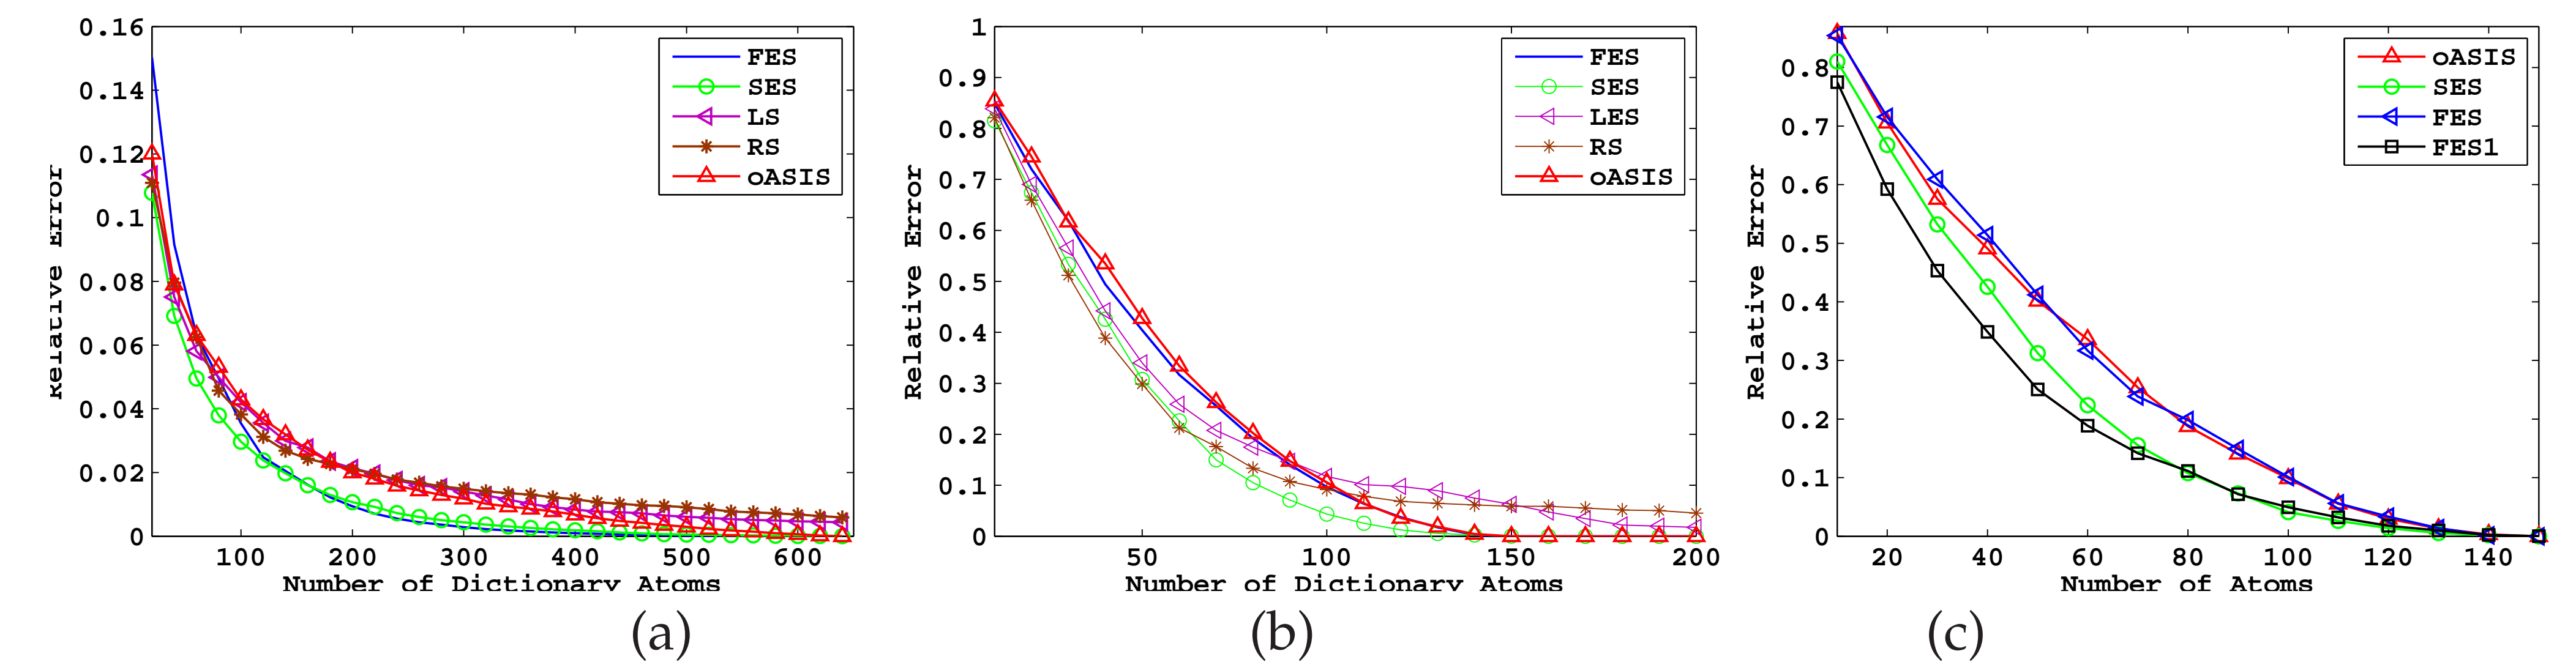 0.16
0.14
0.12
0.1
0.08
0.06
0.04
0.02
0
Relative Error
100 200 300 400 500 600
Number of Dictionary Atoms
FES
SES
LS
RS
oASIS
(a)
1
0.9
0.8
0.7
0.6
0.5
0.4
0.3
0.2
0.1
0
Relative Error
50 100 150 200
Number of Dictionary Atoms
FES
SES
LES
RS
oASIS
(b)
0.8
0.7
0.6
0.5
0.4
0.3
0.2
0.1
0
Relative Error
20 40 60 80 100 120 140
Number of Atoms
oASIS
SES
FES
FES1
(c)